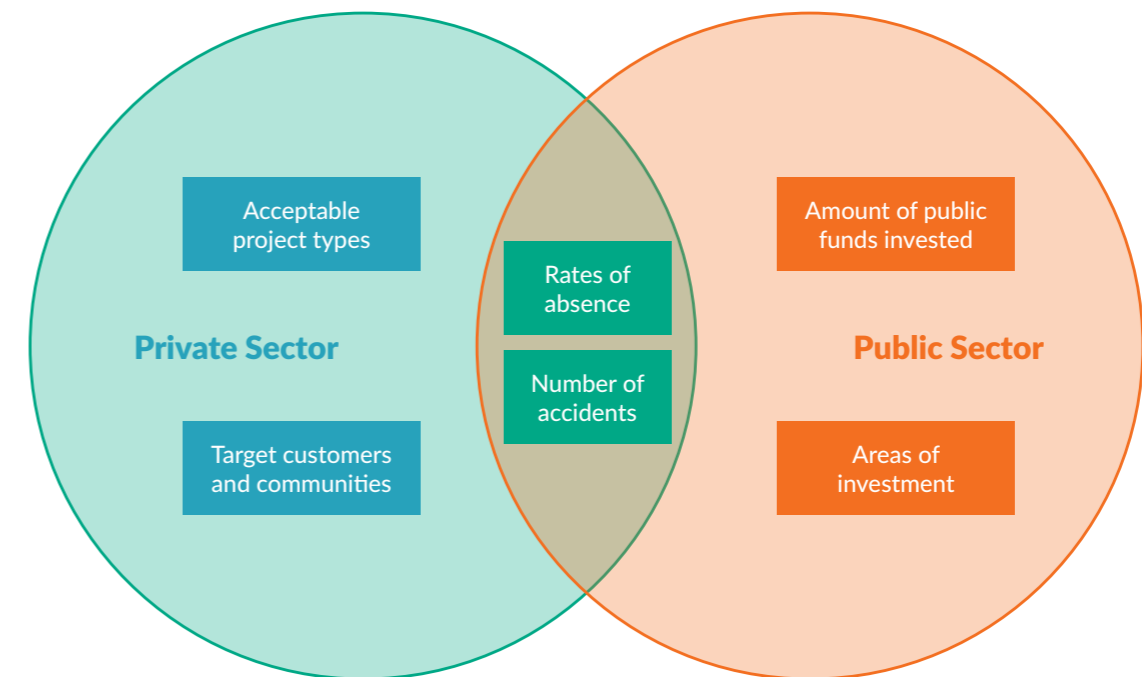 Acceptable
project types
Private Sector
Target customers
and communities
Rates of
absence
Number of
accidents
Amount of public
funds invested
Public Sector
Areas of
investment